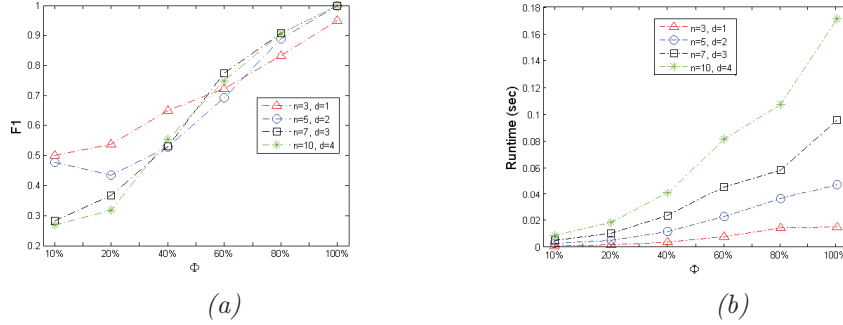 1
0.9
0.8
0.7
0.6
0.5
0.4
0.3
0.2
F1
n=3, d=1
n=5, d=2
n=7, d=3
n=10, d=4
10% 20% 40% 60% 80% 100%
Φ
(a)
0.18
0.16
0.14
0.12
0.1
0.08
0.06
0.04
0.02
0
Runtime (sec)
n=3, d=1
n=5, d=2
n=7, d=3
n=10, d=4
10% 20% 40% 60% 80% 100%
Φ
(b)